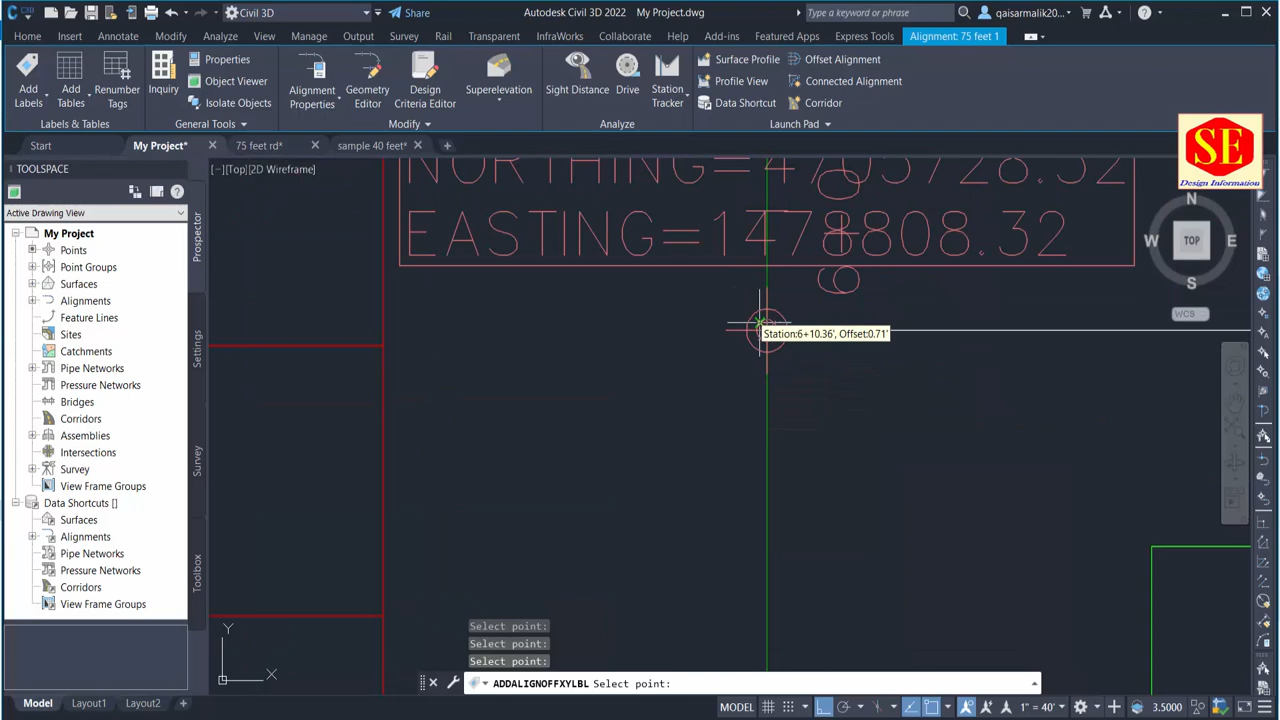 Civil 3D
Share
Autodesk Civil 3D 2022 My Project.dwg
Type a keyword or phrase
qaisarmalik20...
Home Insert Annotate Modify Analyze View Manage Output Survey Rail Transparent InfraWorks Collaborate Help Add-ins Featured Apps Express Tools Alignment: 75 feet 1
Add Labels
Add Tables
Renumber Tags
Inquiry
Properties
Object Viewer
Isolate Objects
Alignment Properties
Geometry Editor
Design Criteria Editor
Superelevation
Sight Distance
Drive
Station Tracker
Surface Profile
Profile View
Data Shortcut
Offset Alignment
Connected Alignment
Corridor
Labels & Tables
General Tools
Modify
Analyze
Launch Pad
Start
My Project*
75 feet rd*
sample 40 feet*
SE
Design Information
TOOLSPACE
[−][Top][2D Wireframe]
Active Drawing View
Prospector
Settings
Survey
Toolbox
My Project
Points
Point Groups
Surfaces
Alignments
Feature Lines
Sites
Catchments
Pipe Networks
Pressure Networks
Bridges
Corridors
Assemblies
Intersections
Survey
View Frame Groups
Data Shortcuts []
Surfaces
Alignments
Pipe Networks
Pressure Networks
Corridors
View Frame Groups
EASTING= 1478808.32
N
W
TOP
E
S
WCS
Station:6+10.36', Offset:0.71'
Y
X
Select point:
Select point:
Select point:
ADDALIGNOFFXYLBL Select point:
Model Layout1 Layout2
MODEL
1" = 40'
3.5000